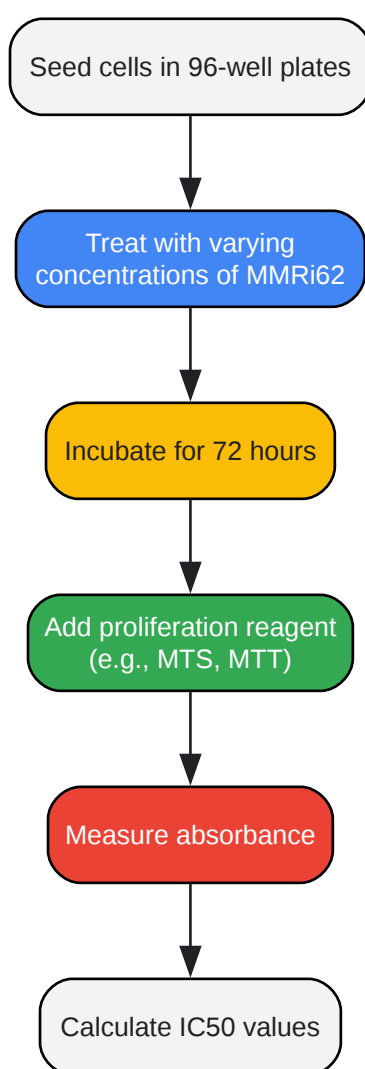 Seed cells in 96-well plates
Treat with varying
concentrations of MMRi62
Incubate for 72 hours
Add proliferation reagent
(e.g., MTS, MTT)
Measure absorbance
Calculate IC50 values